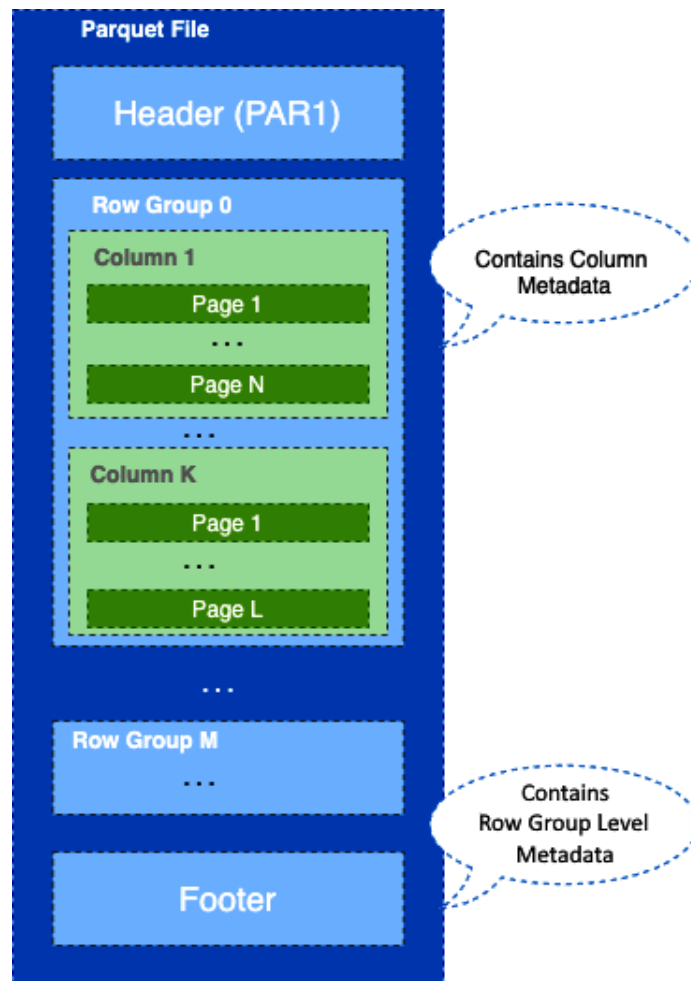 Parquet File
Header (PAR1)
Row Group 0
Column 1
Page 1
...
Page N
...
Column K
Page 1
...
Page L
Contains Column
Metadata
...
Row Group M
...
Contains
Row Group Level
Metadata
Footer